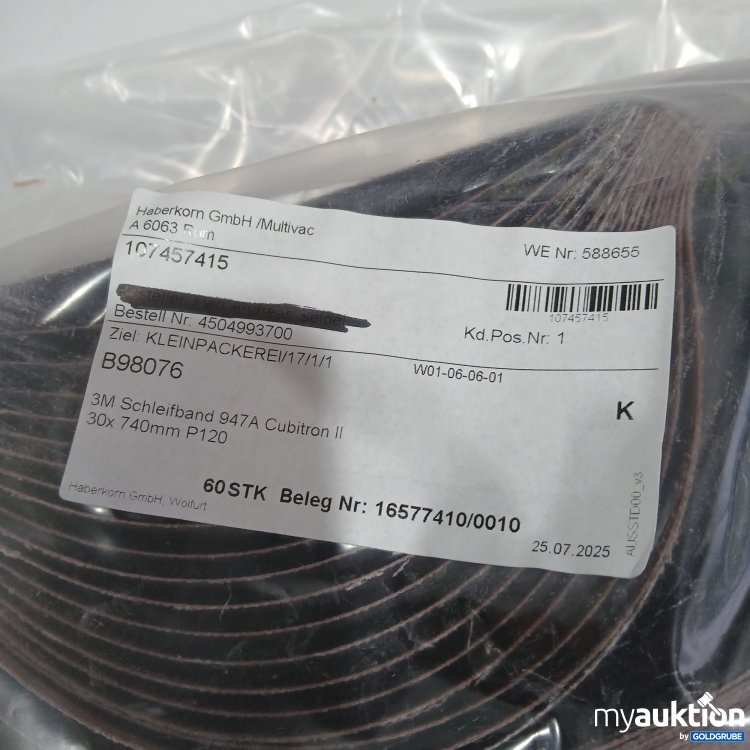 Haberkorn GmbH /Multivac
A 6063 Rum
WE Nr: 588655
107457415
107457415
Bestell Nr: 4504993700
Kd.Pos.Nr: 1
Ziel: KLEINPACKEREI/17/1/1
W01-06-06-01
B98076
K
3M Schleifband 947A Cubitron II
30x 740mm P120
60STK Beleg Nr: 16577410/0010
Haberkorn GmbH, Wolfurt
25.07.2025
AUSSTD00_v3
myauktion
by GOLDGRUBE